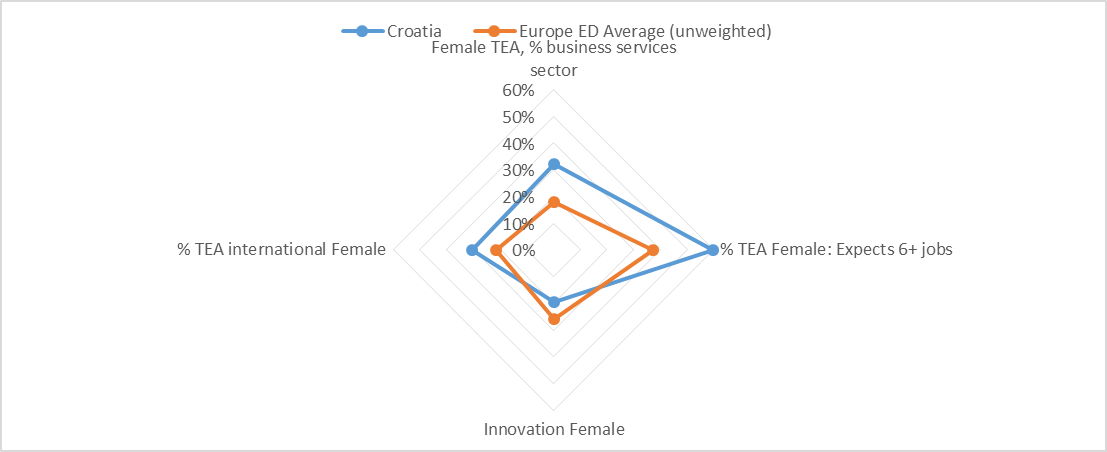 Croatia
Europe ED Average (unweighted)
Female TEA, % business services
sector
60%
50%
40%
30%
20%
10%
0%
% TEA international Female
% TEA Female: Expects 6+ jobs
Innovation Female